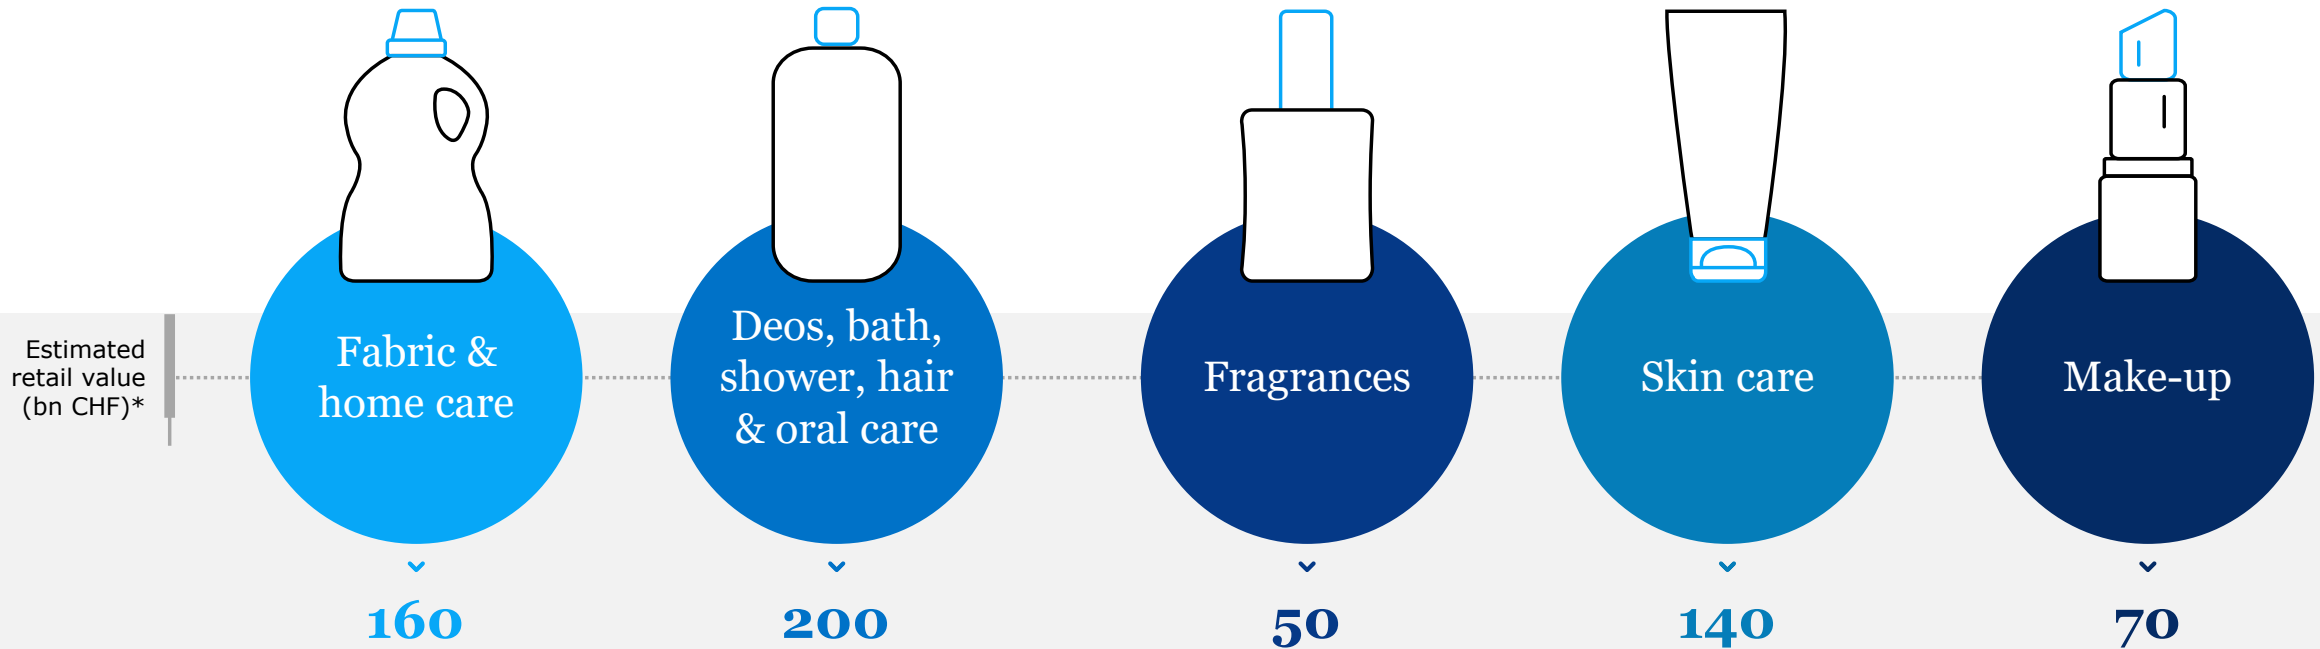 Estimated
retail value
(bn CHF)*
Fabric &
home care
Deos, bath,
shower, hair
& oral care
Fragrances
Skin care
Make-up
160
200
50
140
70